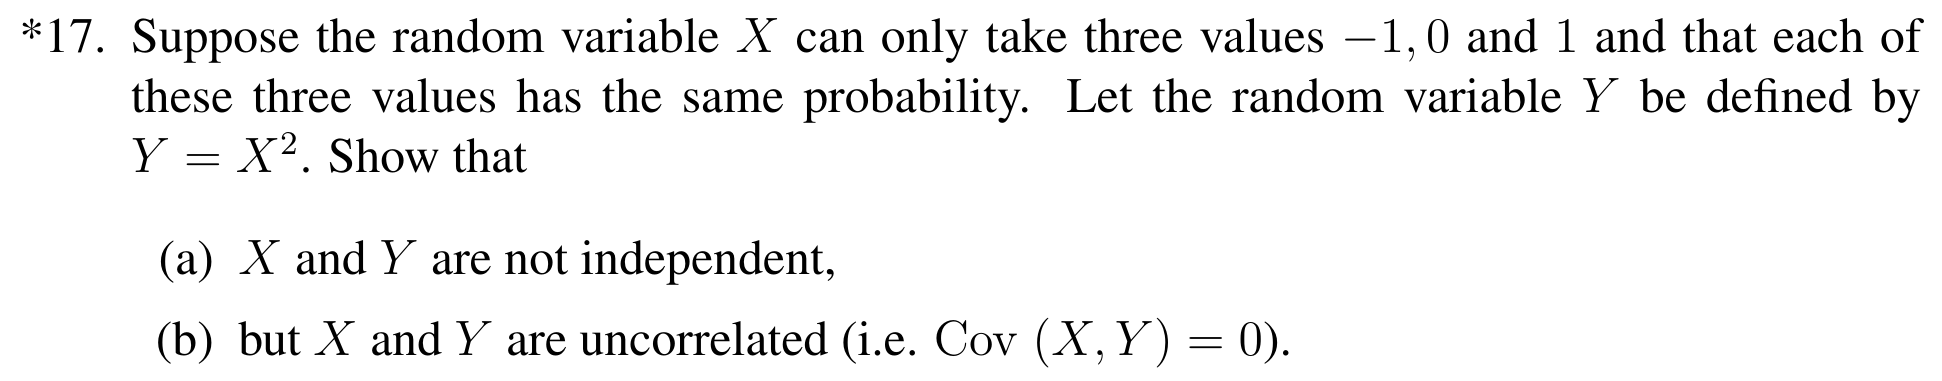 *17. Suppose the random variable X can only take three values −1, 0 and 1 and that each of
these three values has the same probability. Let the random variable Y be defined by
Y = X². Show that
(a) X and Y are not independent,
(b) but X and Y are uncorrelated (i.e. Cov (X, Y) = 0).